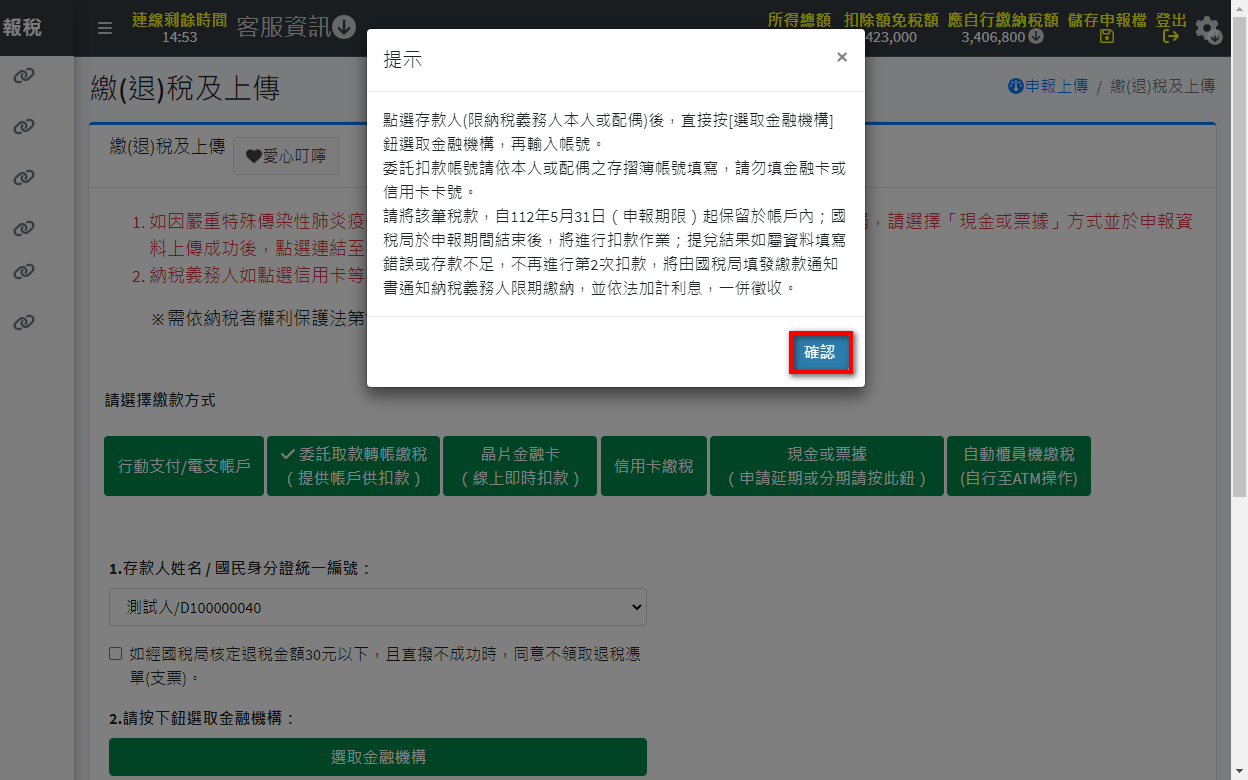 報稅
連線剩餘時間
14:53
客服資訊
所得總額 扣除額免稅額 應自行繳納稅額 儲存申報檔 登出
423,000 3,406,800
提示
×
點選存款人(限納稅義務人本人或配偶)後，直接按[選取金融機構]
鈕選取金融機構，再輸入帳號。
委託扣款帳號請依本人或配偶之存摺簿帳號填寫，請勿填金融卡或
信用卡卡號。
請將該筆稅款，自112年5月31日（申報期限）起保留於帳戶內；國
稅局於申報期間結束後，將進行扣款作業；提兌結果如屬資料填寫
錯誤或存款不足，不再進行第2次扣款，將由國稅局填發繳款通知
書通知納稅義務人限期繳納，並依法加計利息，一併徵收。
確認
繳(退)稅及上傳
申報上傳 / 繳(退)稅及上傳
繳(退)稅及上傳
愛心叮嚀
1. 如因嚴重特殊傳染性肺炎疫 ，請選擇「現金或票據」方式並於申報資
料上傳成功後，點選連結至
2. 納稅義務人如點選信用卡等
※需依納稅者權利保護法第
請選擇繳款方式
行動支付/電支帳戶
委託取款轉帳繳稅
（提供帳戶供扣款）
晶片金融卡
（線上即時扣款）
信用卡繳稅
現金或票據
（申請延期或分期請按此鈕）
自動櫃員機繳稅
(自行至ATM操作)
1.存款人姓名 / 國民身分證統一編號：
測試人/D100000040
如經國稅局核定退稅金額30元以下，且直撥不成功時，同意不領取退稅憑
單(支票)。
2.請按下鈕選取金融機構：
選取金融機構